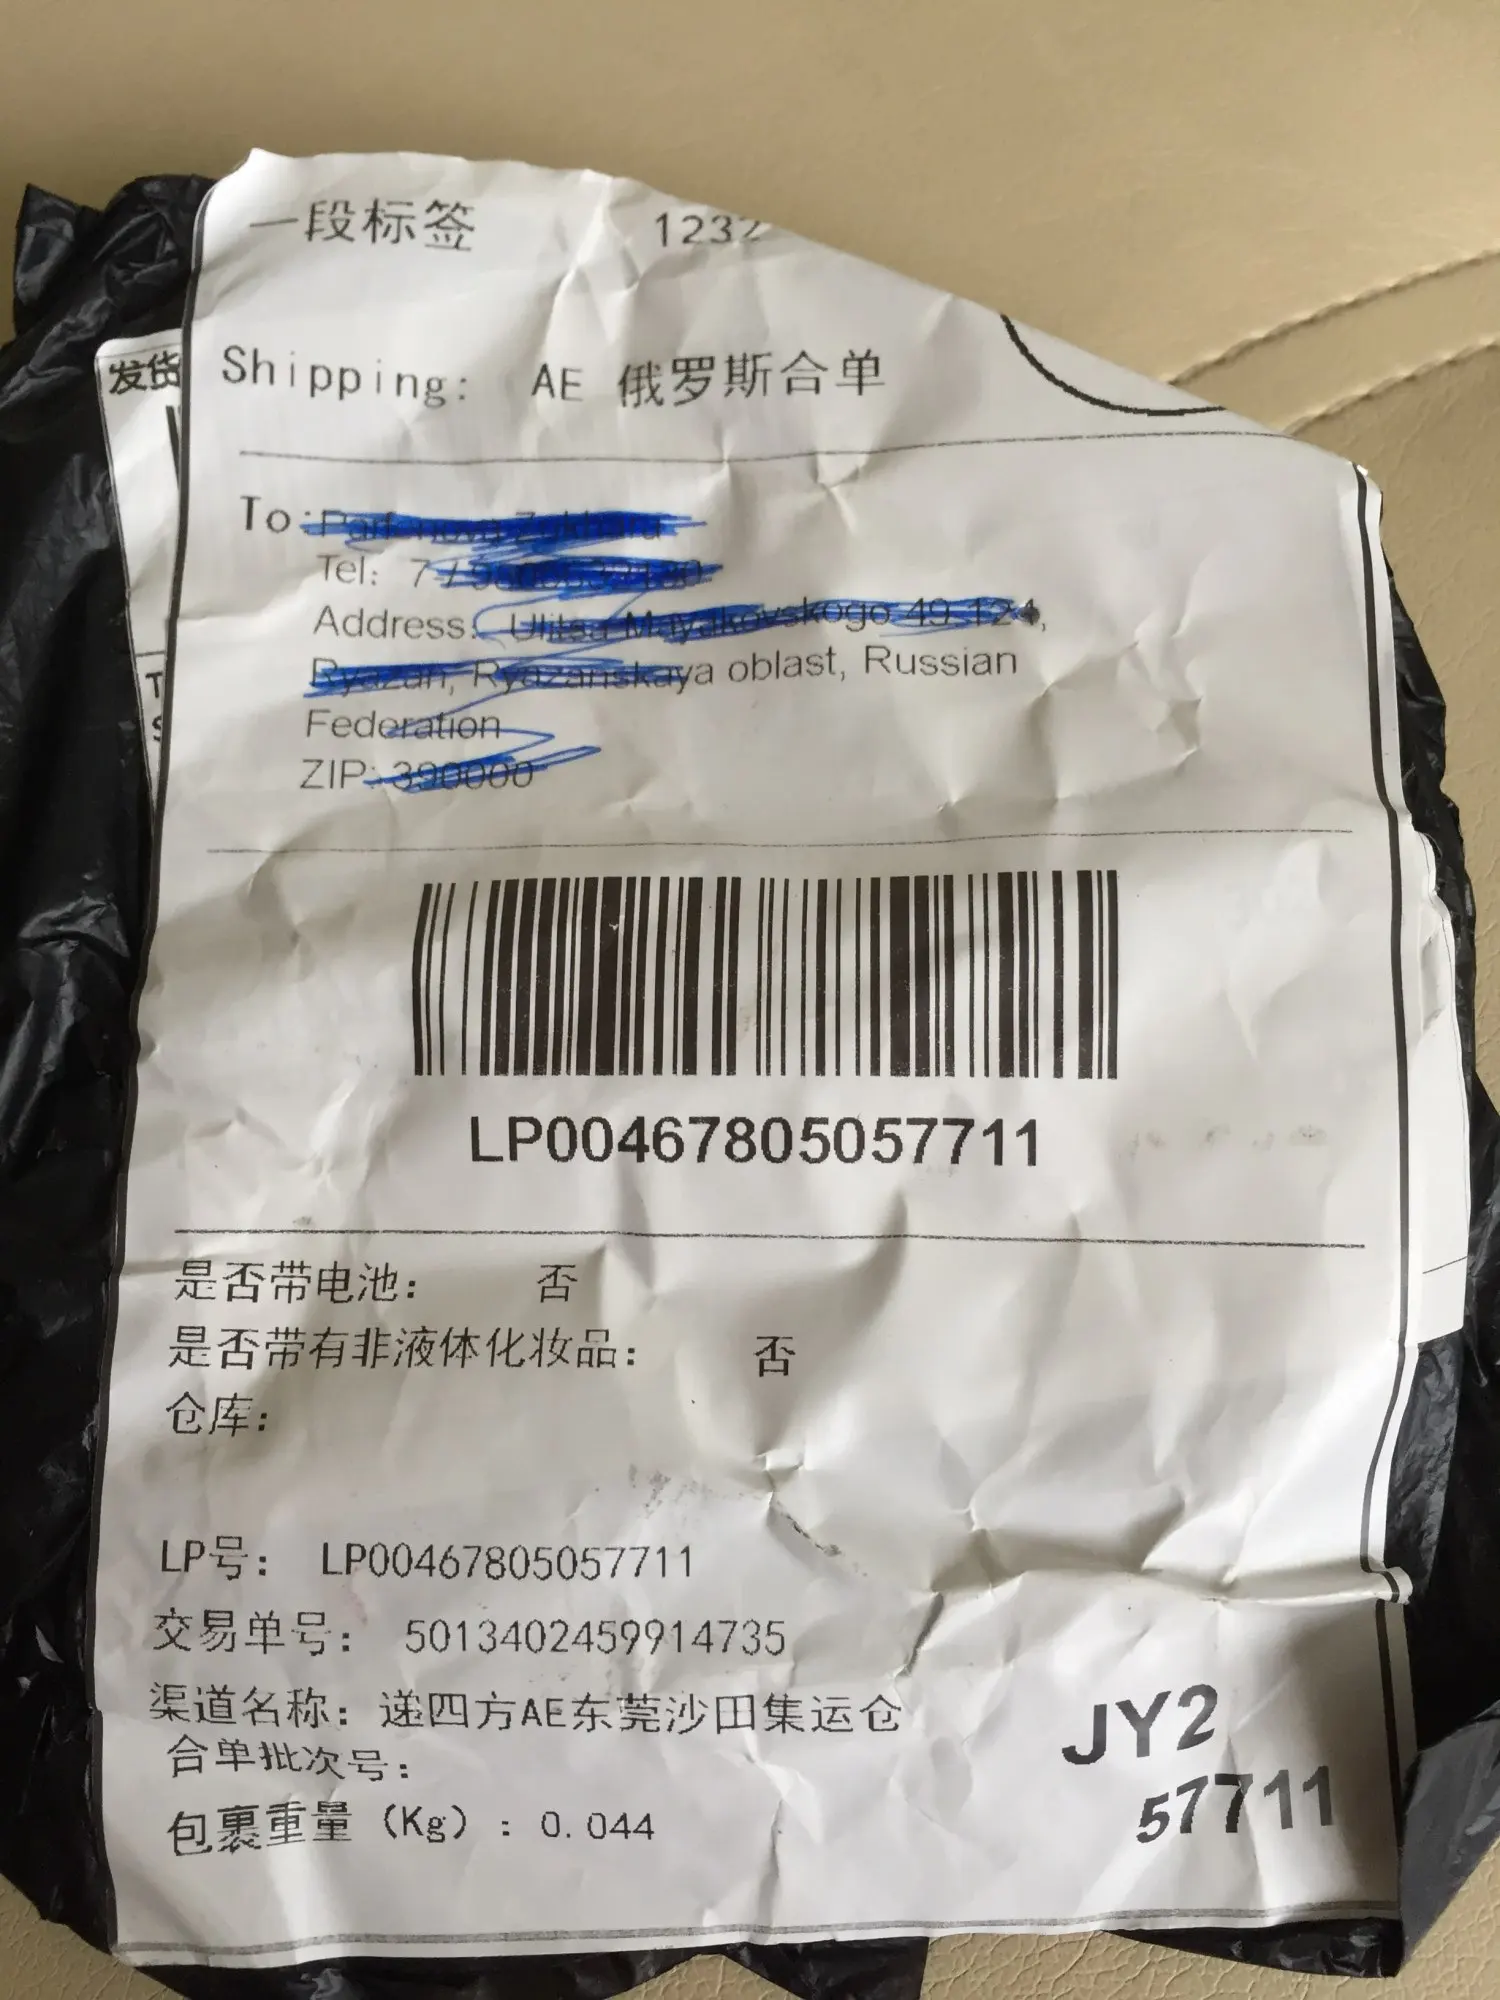 一段标签 1232
Shipping: AE 俄罗斯合单
发货
To:
Tel: 7
Address:
oblast, Russian
Federation
ZIP:
LP00467805057711
是否带电池: 否
是否带有非液体化妆品: 否
仓库:
LP号: LP00467805057711
交易单号: 5013402459914735
渠道名称: 递四方AE东莞沙田集运仓
合单批次号:
包裹重量 (Kg) : 0.044
JY2
57711